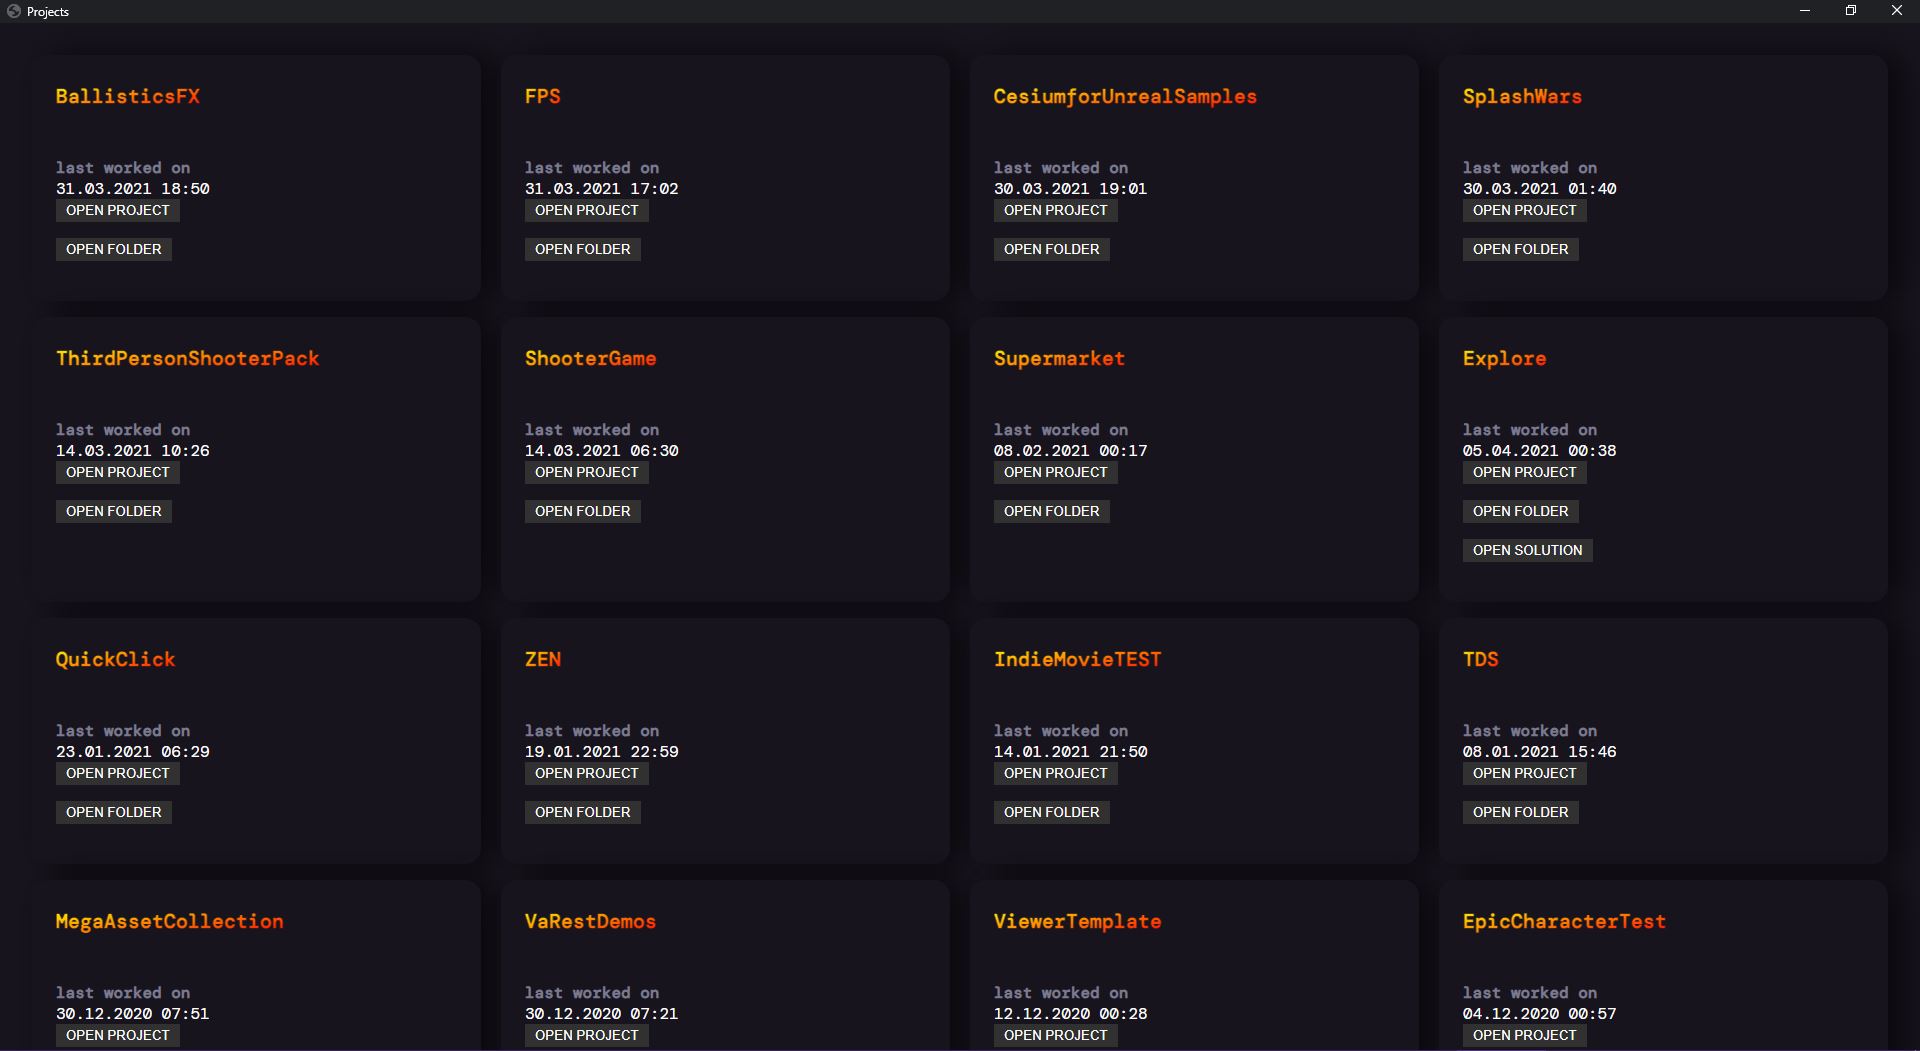 Projects
BallisticsFX
last worked on
31.03.2021 18:50
OPEN PROJECT
OPEN FOLDER
FPS
last worked on
31.03.2021 17:02
OPEN PROJECT
OPEN FOLDER
CesiumforUnrealSamples
last worked on
30.03.2021 19:01
OPEN PROJECT
OPEN FOLDER
SplashWars
last worked on
30.03.2021 01:40
OPEN PROJECT
OPEN FOLDER
ThirdPersonShooterPack
last worked on
14.03.2021 10:26
OPEN PROJECT
OPEN FOLDER
ShooterGame
last worked on
14.03.2021 06:30
OPEN PROJECT
OPEN FOLDER
Supermarket
last worked on
08.02.2021 00:17
OPEN PROJECT
OPEN FOLDER
Explore
last worked on
05.04.2021 00:38
OPEN PROJECT
OPEN FOLDER
OPEN SOLUTION
QuickClick
last worked on
23.01.2021 06:29
OPEN PROJECT
OPEN FOLDER
ZEN
last worked on
19.01.2021 22:59
OPEN PROJECT
OPEN FOLDER
IndieMovieTEST
last worked on
14.01.2021 21:50
OPEN PROJECT
OPEN FOLDER
TDS
last worked on
08.01.2021 15:46
OPEN PROJECT
OPEN FOLDER
MegaAssetCollection
last worked on
30.12.2020 07:51
OPEN PROJECT
VaRestDemos
last worked on
30.12.2020 07:21
OPEN PROJECT
ViewerTemplate
last worked on
12.12.2020 00:28
OPEN PROJECT
EpicCharacterTest
last worked on
04.12.2020 00:57
OPEN PROJECT